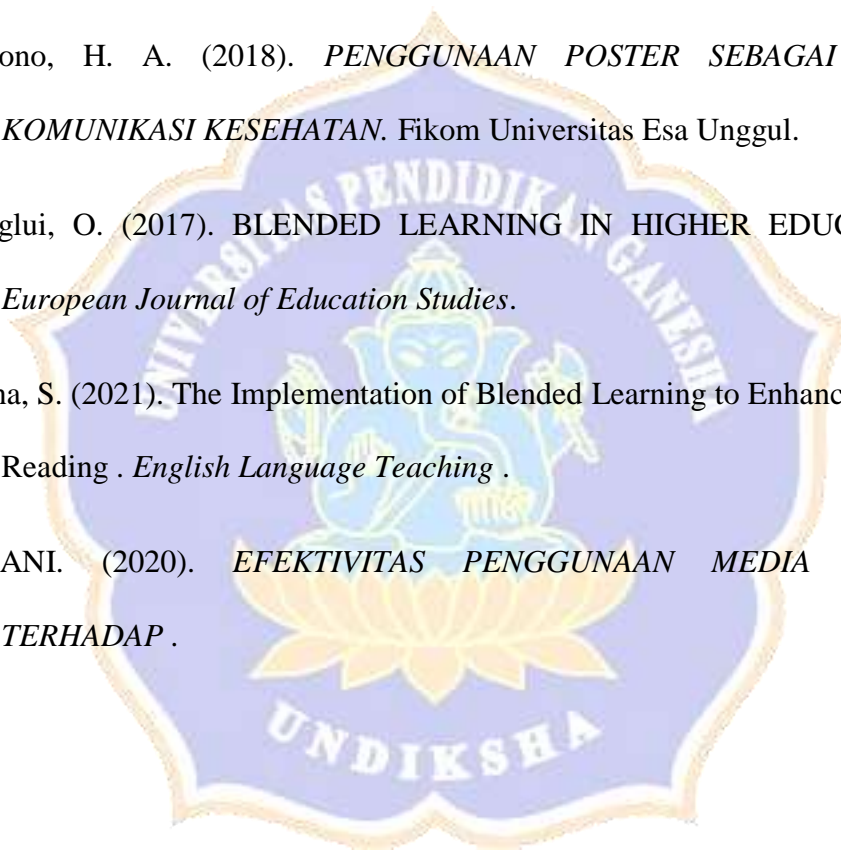 ono, H. A. (2018). PENGGUNAAN POSTER SEBAGAI
KOMUNIKASI KESEHATAN. Fikom Universitas Esa Unggul.
glui, O. (2017). BLENDED LEARNING IN HIGHER EDUC
European Journal of Education Studies.
na, S. (2021). The Implementation of Blended Learning to Enhanc
Reading . English Language Teaching .
ANI. (2020). EFEKTIVITAS PENGGUNAAN MEDIA
TERHADAP .
UNIVERSITAS PENDIDIKAN GANESHA
UNDIKSHA